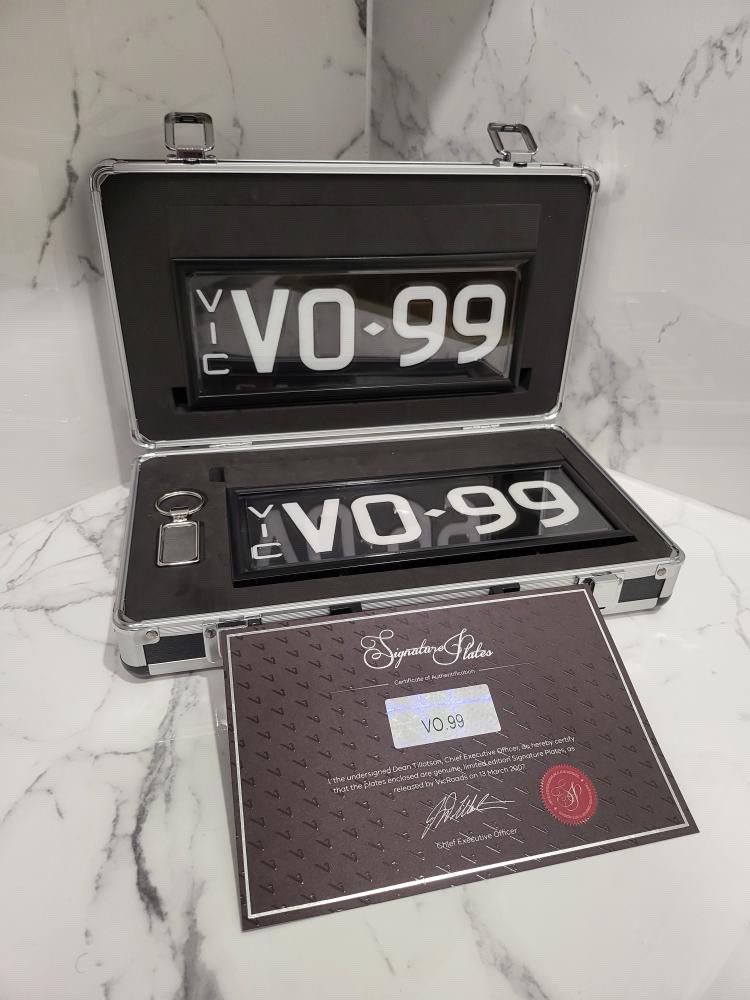 VIC VO·99
VIC VO·99
Signature Plates
Certificate of Authentification
VO.99
I the undersigned Dean Tillotson, Chief Executive Officer, do hereby certify
that the plates enclosed are genuine, limited edition Signature Plates, as
released by VicRoads on 13 March 2007
Chief Executive Officer